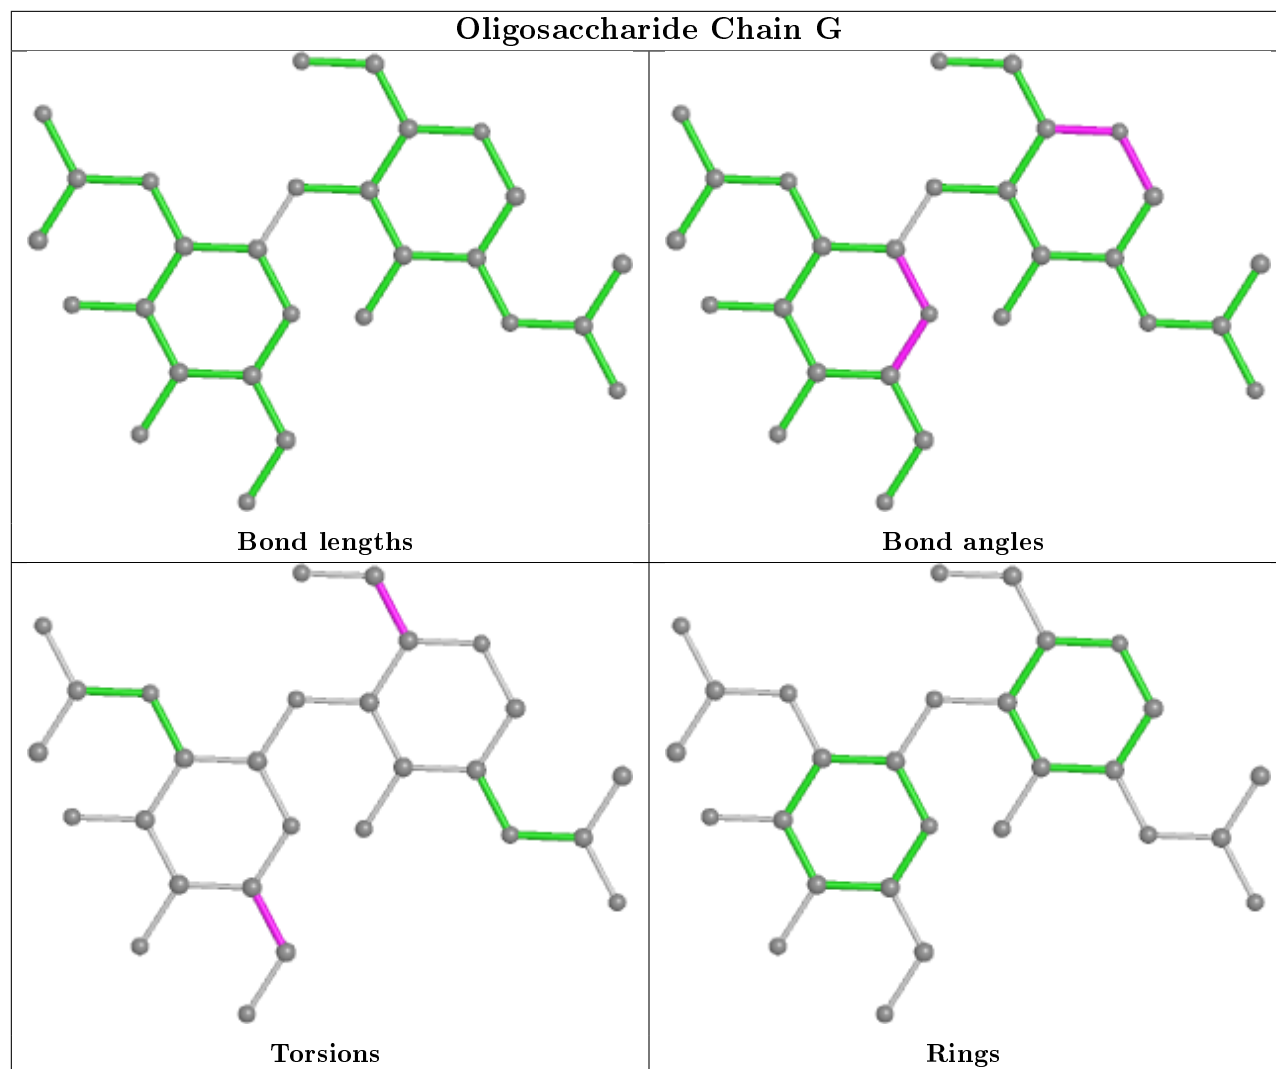 Oligosaccharide Chain G
Bond lengths
Bond angles
Torsions
Rings